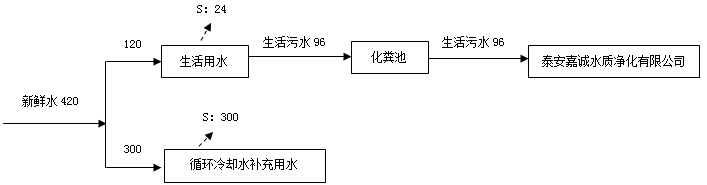 S：24
120
生活用水
生活污水 96
化粪池
生活污水 96
泰安嘉诚水质净化有限公司
新鲜水 420
S：300
300
循环冷却水补充用水